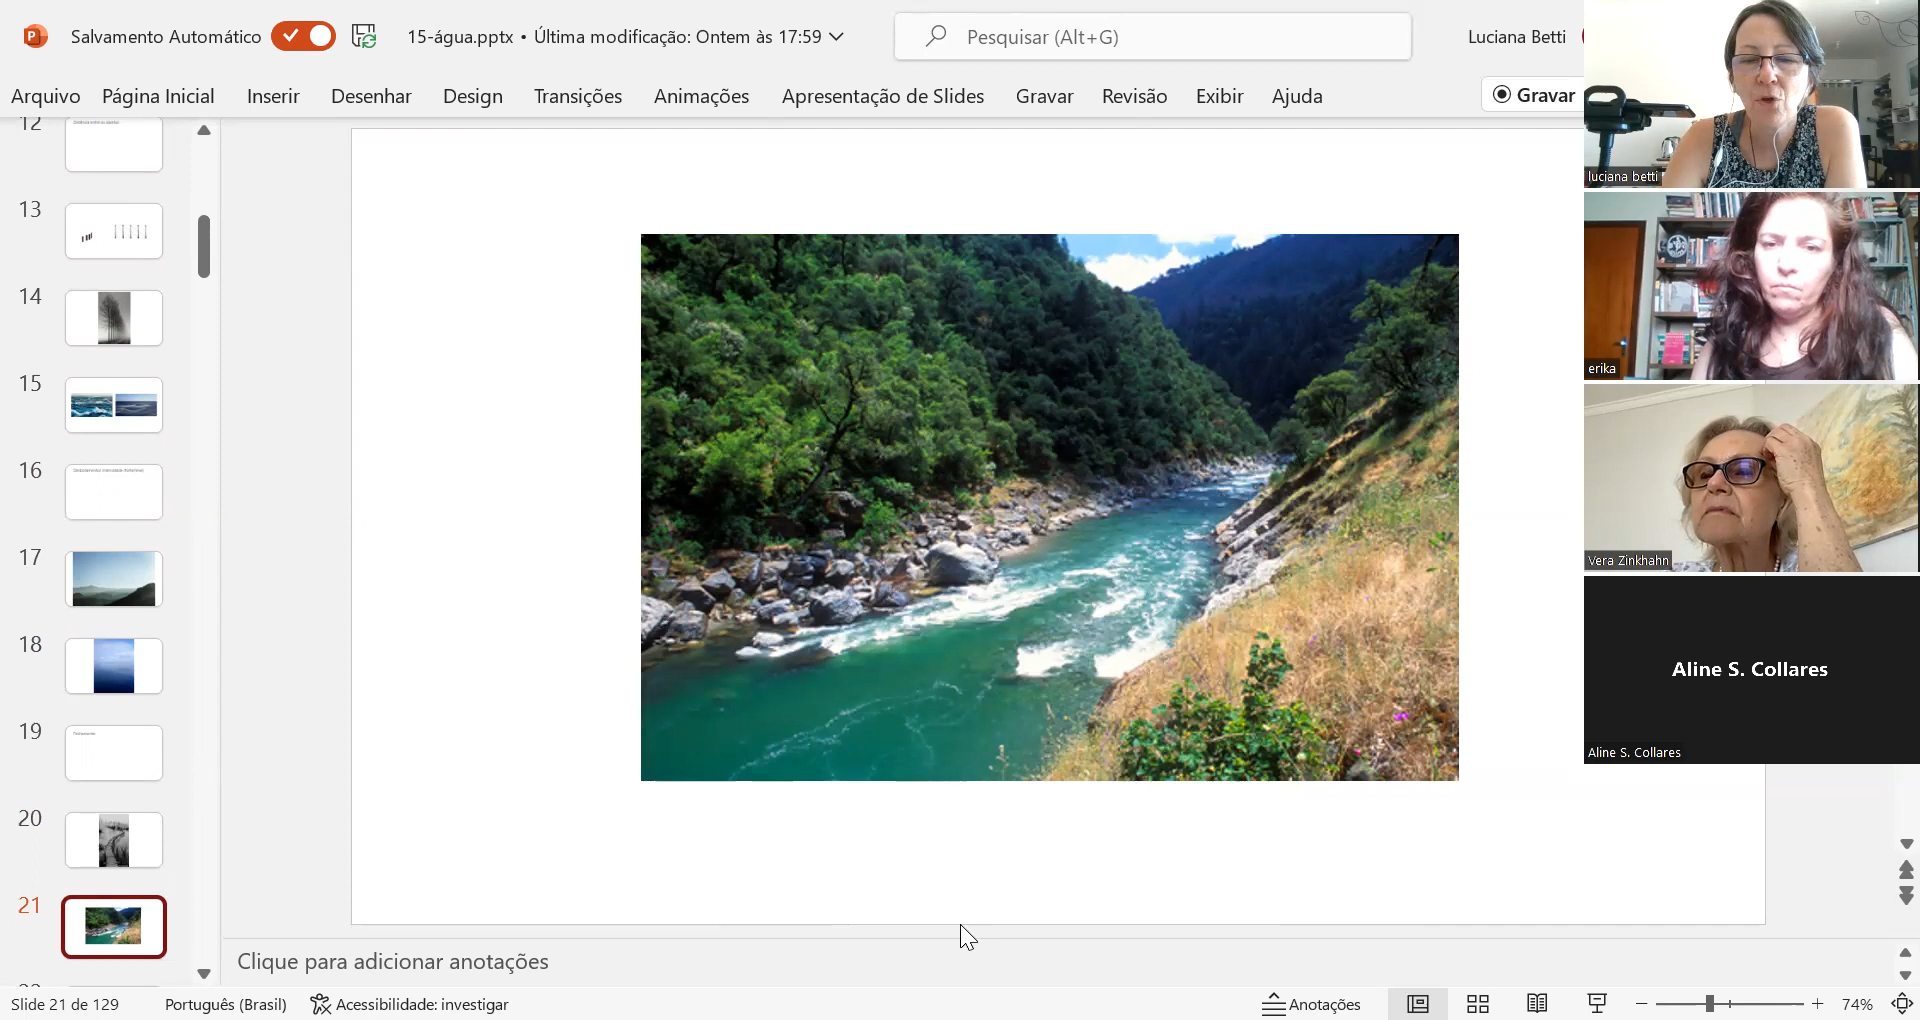 Salvamento Automático
15-água.pptx • Última modificação: Ontem às 17:59
Pesquisar (Alt+G)
Luciana Betti
Arquivo Página Inicial Inserir Desenhar Design Transições Animações Apresentação de Slides Gravar Revisão Exibir Ajuda
Gravar
12
13
14
15
16
17
18
19
20
21
luciana betti
erika
Vera Zinkhahn
Aline S. Collares
Aline S. Collares
Clique para adicionar anotações
Slide 21 de 129 Português (Brasil) Acessibilidade: investigar Anotações 74%